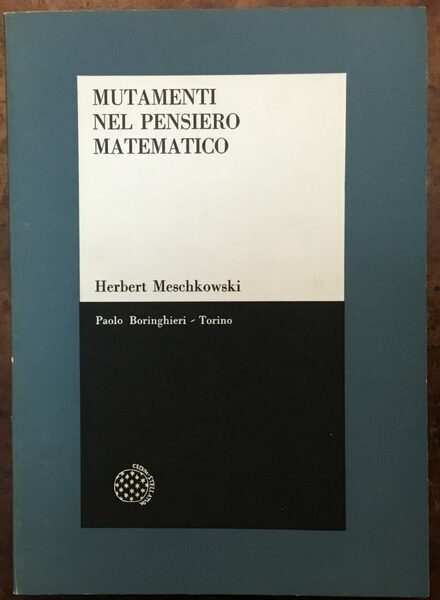 MUTAMENTI
NEL PENSIERO
MATEMATICO
Herbert Meschkowski
Paolo Boringhieri - Torino